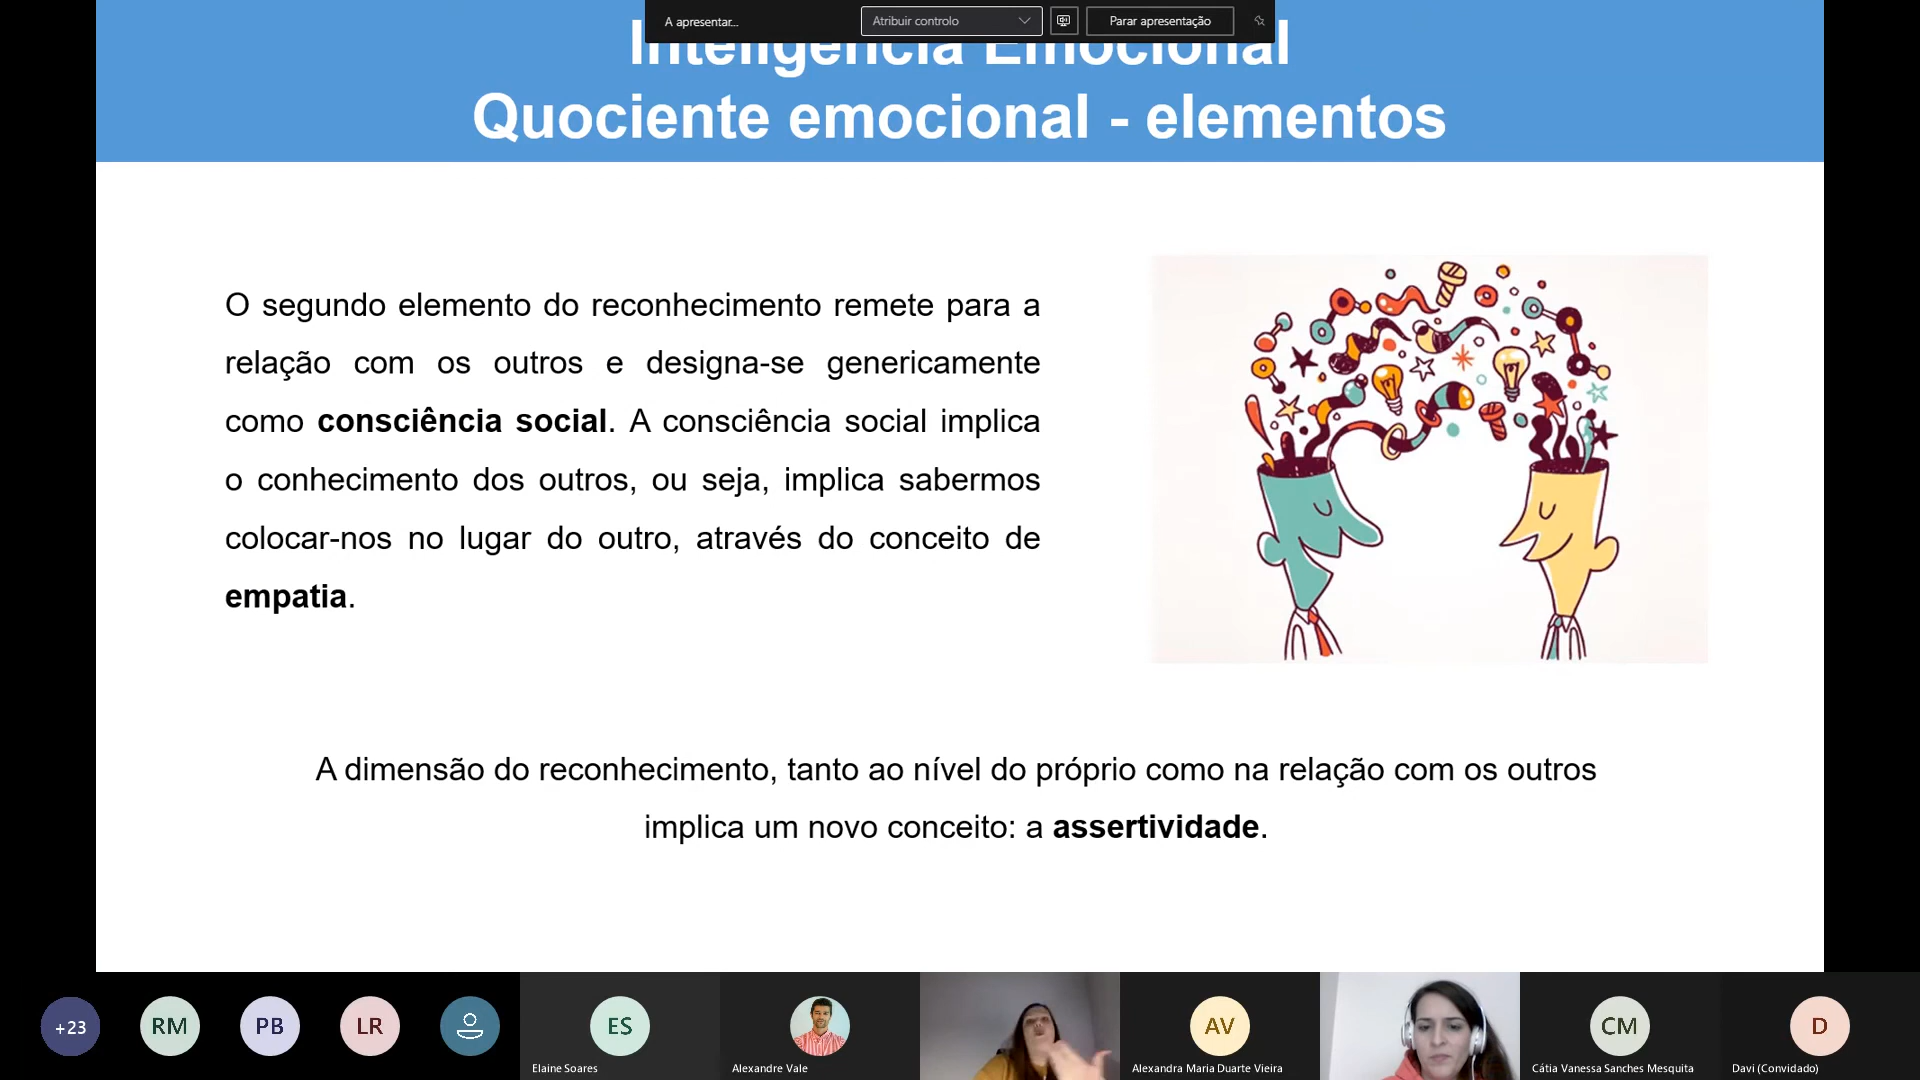 A apresentar...
Atribuir controlo
Parar apresentação
Inteligência Emocional
Quociente emocional - elementos
O segundo elemento do reconhecimento remete para a
relação com os outros e designa-se genericamente
como consciência social. A consciência social implica
o conhecimento dos outros, ou seja, implica sabermos
colocar-nos no lugar do outro, através do conceito de
empatia.
A dimensão do reconhecimento, tanto ao nível do próprio como na relação com os outros
implica um novo conceito: a assertividade.
+23
RM
PB
LR
ES
AV
CM
D
Elaine Soares
Alexandre Vale
Alexandra Maria Duarte Vieira
Cátia Vanessa Sanches Mesquita
Davi (Convidado)